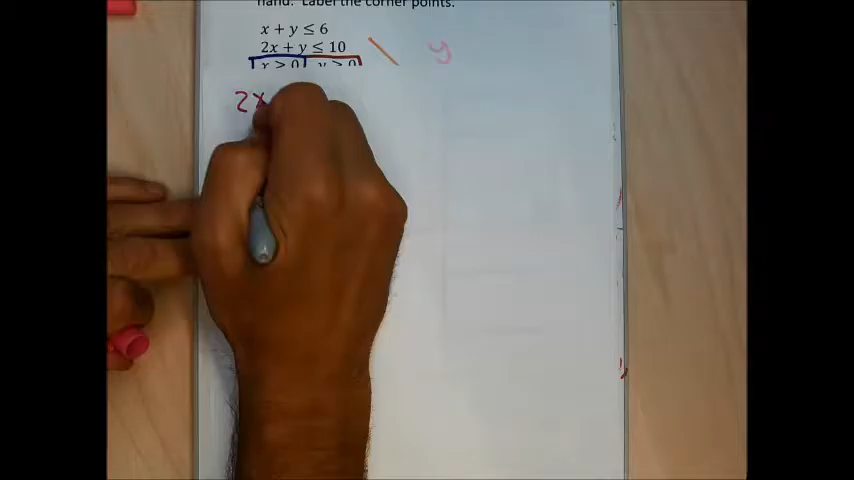 hand. Label the corner points.
x + y ≤ 6
2x + y ≤ 10
y
x ≥ 0 y ≥ 0
2x